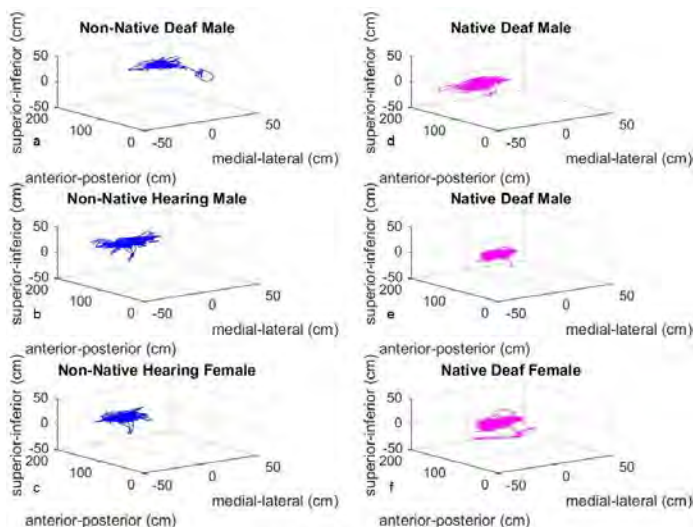 Non-Native Deaf Male
superior-inferior (cm)
50
0
-50
200
100
0
-50
0
50
a
medial-lateral (cm)
anterior-posterior (cm)
Native Deaf Male
superior-inferior (cm)
50
0
-50
200
100
0
-50
0
50
d
medial-lateral (cm)
anterior-posterior (cm)
Non-Native Hearing Male
superior-inferior (cm)
50
0
-50
200
100
0
-50
0
50
b
medial-lateral (cm)
anterior-posterior (cm)
Native Deaf Male
superior-inferior (cm)
50
0
-50
200
100
0
-50
0
50
e
medial-lateral (cm)
anterior-posterior (cm)
Non-Native Hearing Female
superior-inferior (cm)
50
0
-50
200
100
0
-50
0
50
c
medial-lateral (cm)
anterior-posterior (cm)
Native Deaf Female
superior-inferior (cm)
50
0
-50
200
100
0
-50
0
50
f
medial-lateral (cm)
anterior-posterior (cm)